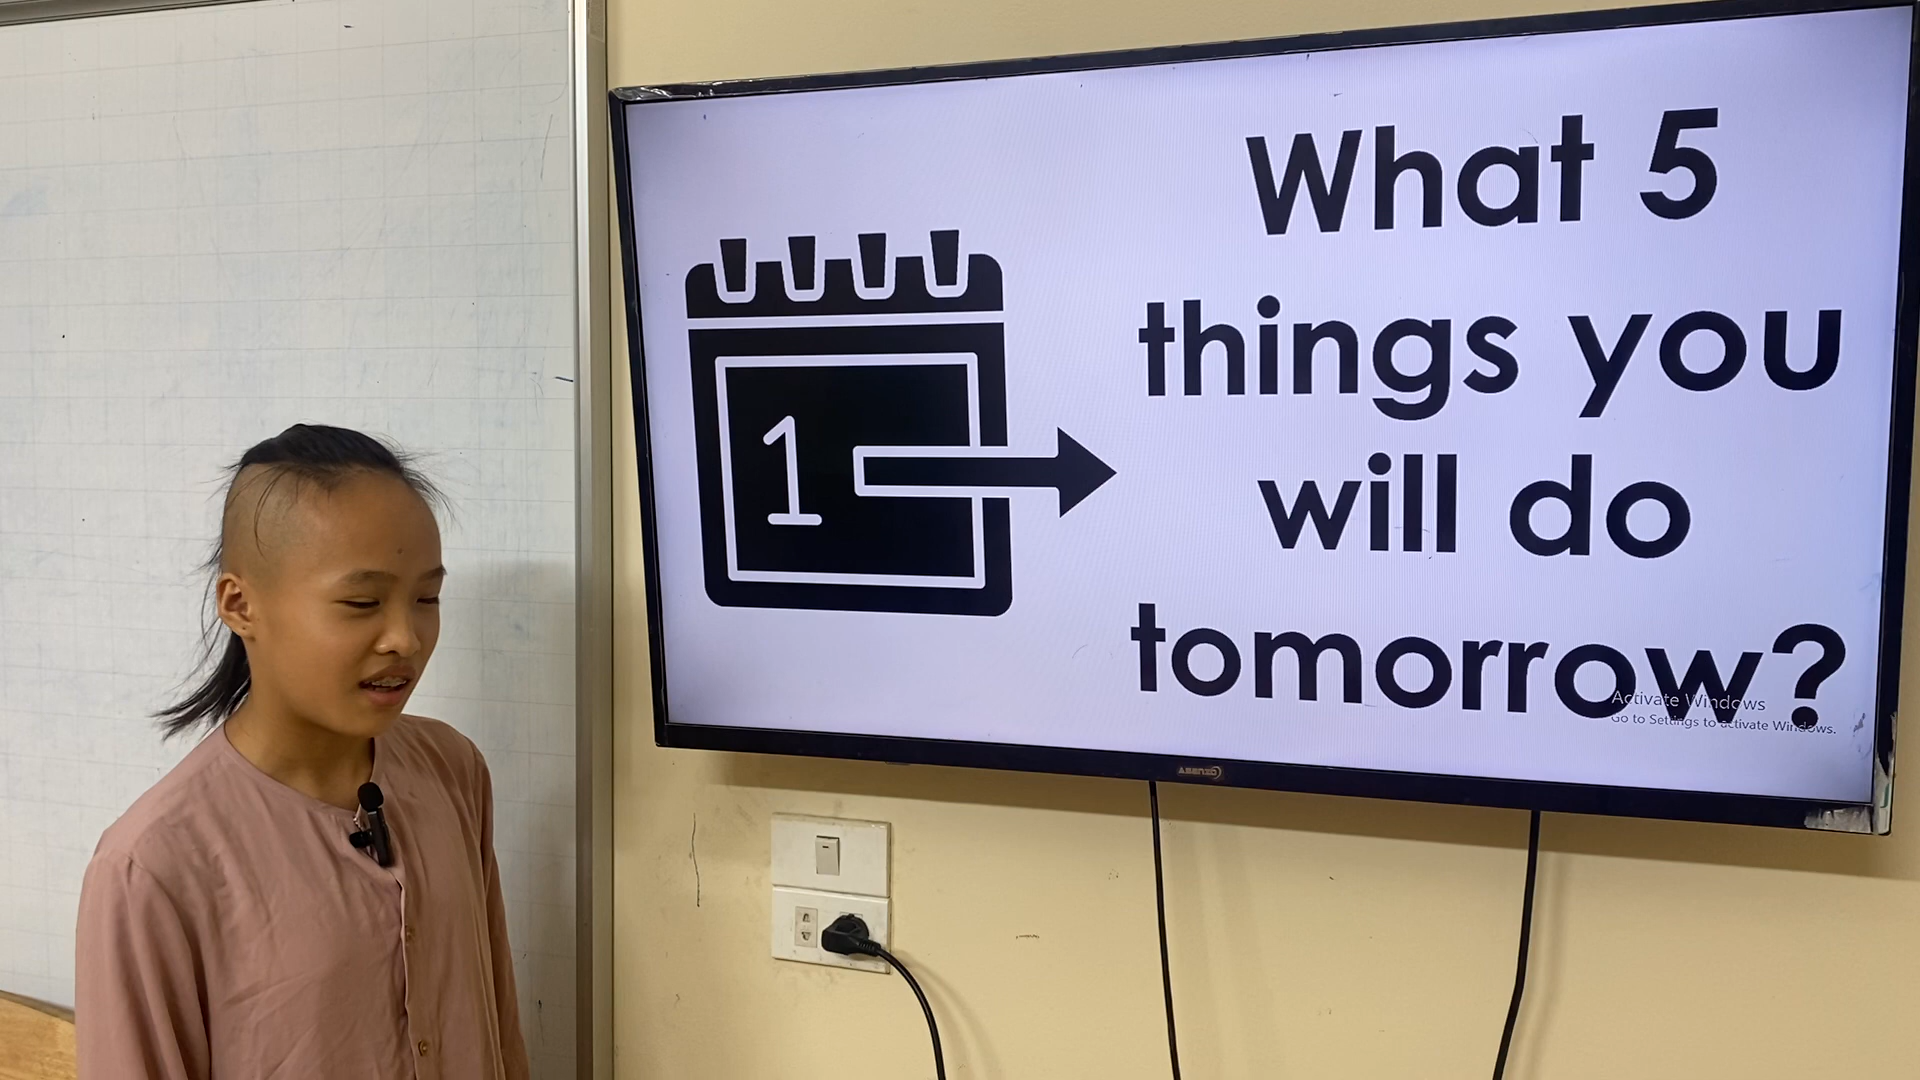 1
What 5
things you
will do
tomorrow?
Activate Windows
Go to Settings to activate Windows.